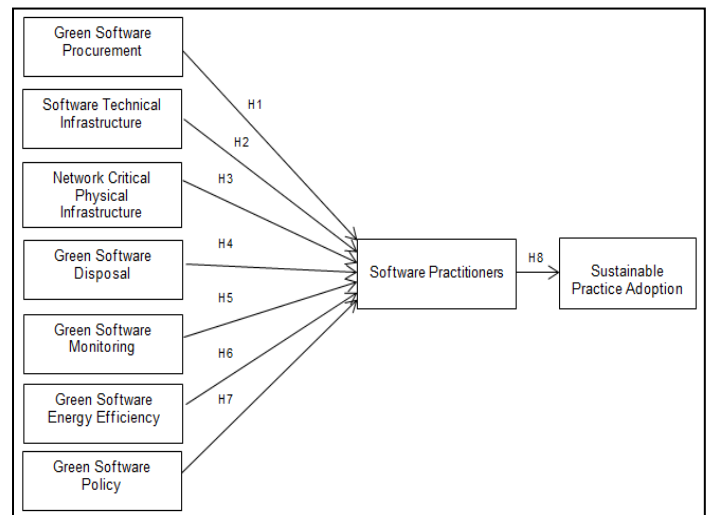 Green Software
Procurement
H1
Software Technical
Infrastructure
H2
Network Critical
Physical
Infrastructure
H3
Green Software
Disposal
H4
Software Practitioners
H8
Sustainable
Practice Adoption
Green Software
Monitoring
H5
Green Software
Energy Efficiency
H6
Green Software
Policy
H7